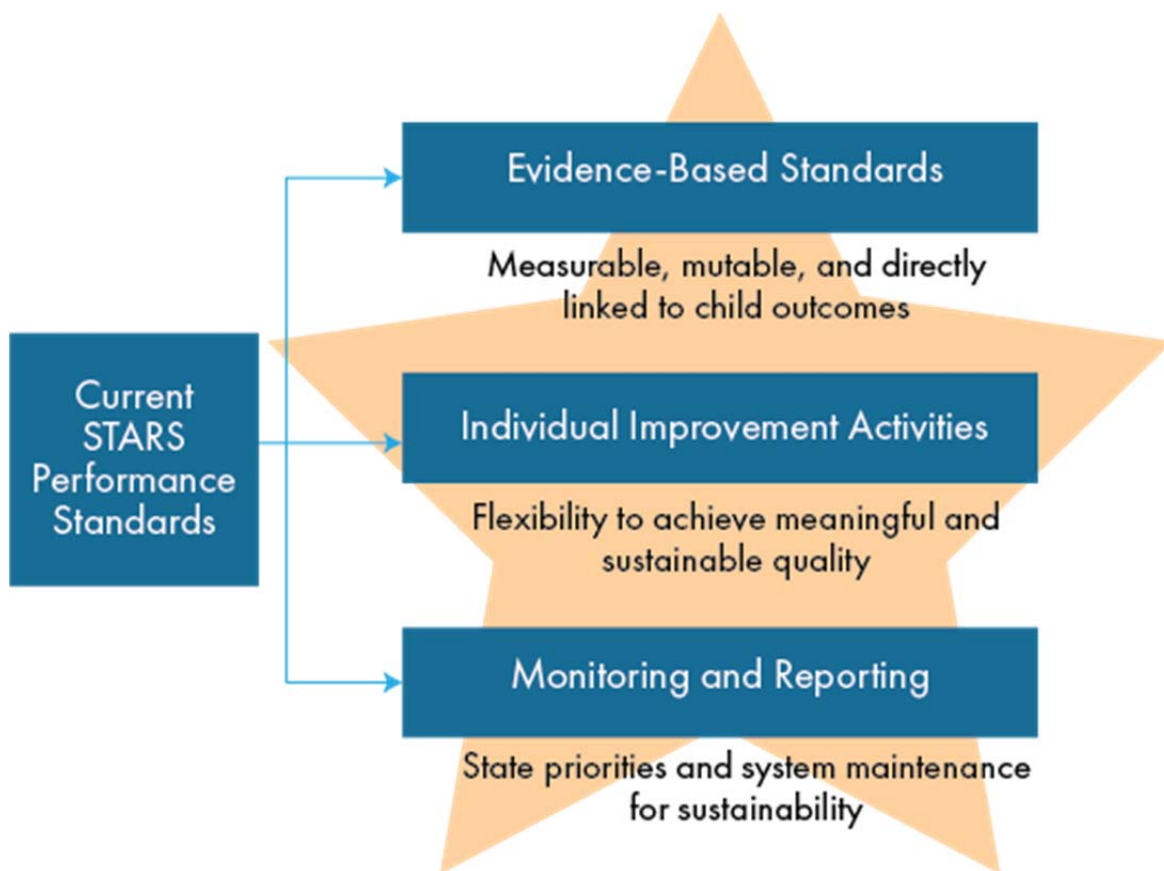 Current
STARS
Performance
Standards
Evidence-Based Standards
Measurable, mutable, and directly
linked to child outcomes
Individual Improvement Activities
Flexibility to achieve meaningful and
sustainable quality
Monitoring and Reporting
State priorities and system maintenance
for sustainability